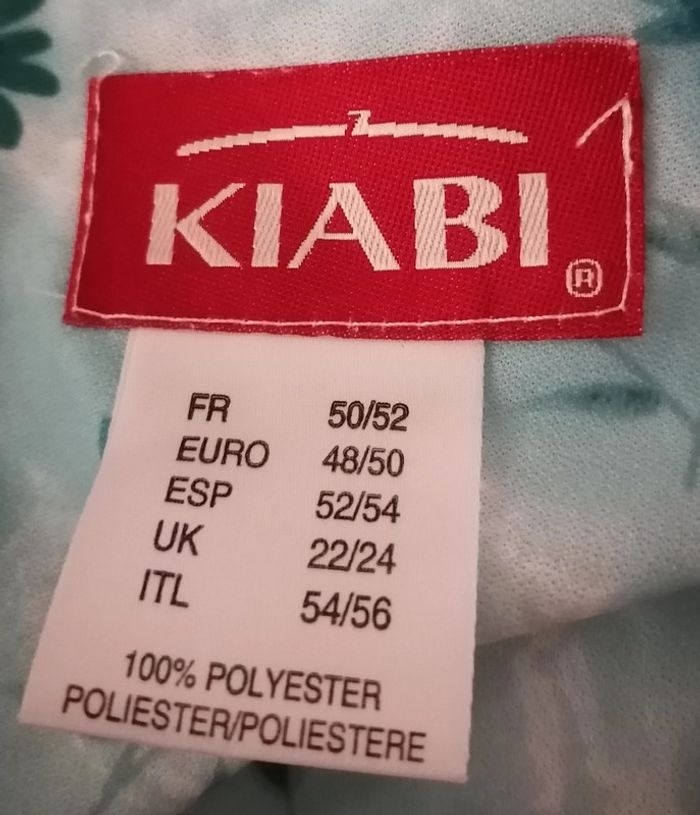 KIABI ®
FR 50/52
EURO 48/50
ESP 52/54
UK 22/24
ITL 54/56
100% POLYESTER
POLIESTER/POLIESTERE